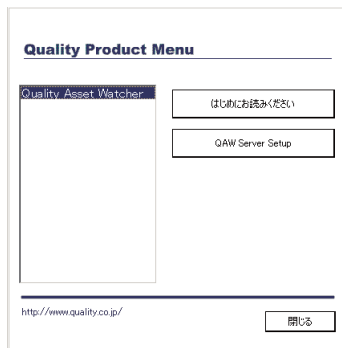 Quality Product Menu
Quality Asset Watcher
はじめにお読みください
QAW Server Setup
http://www.quality.co.jp/
閉じる